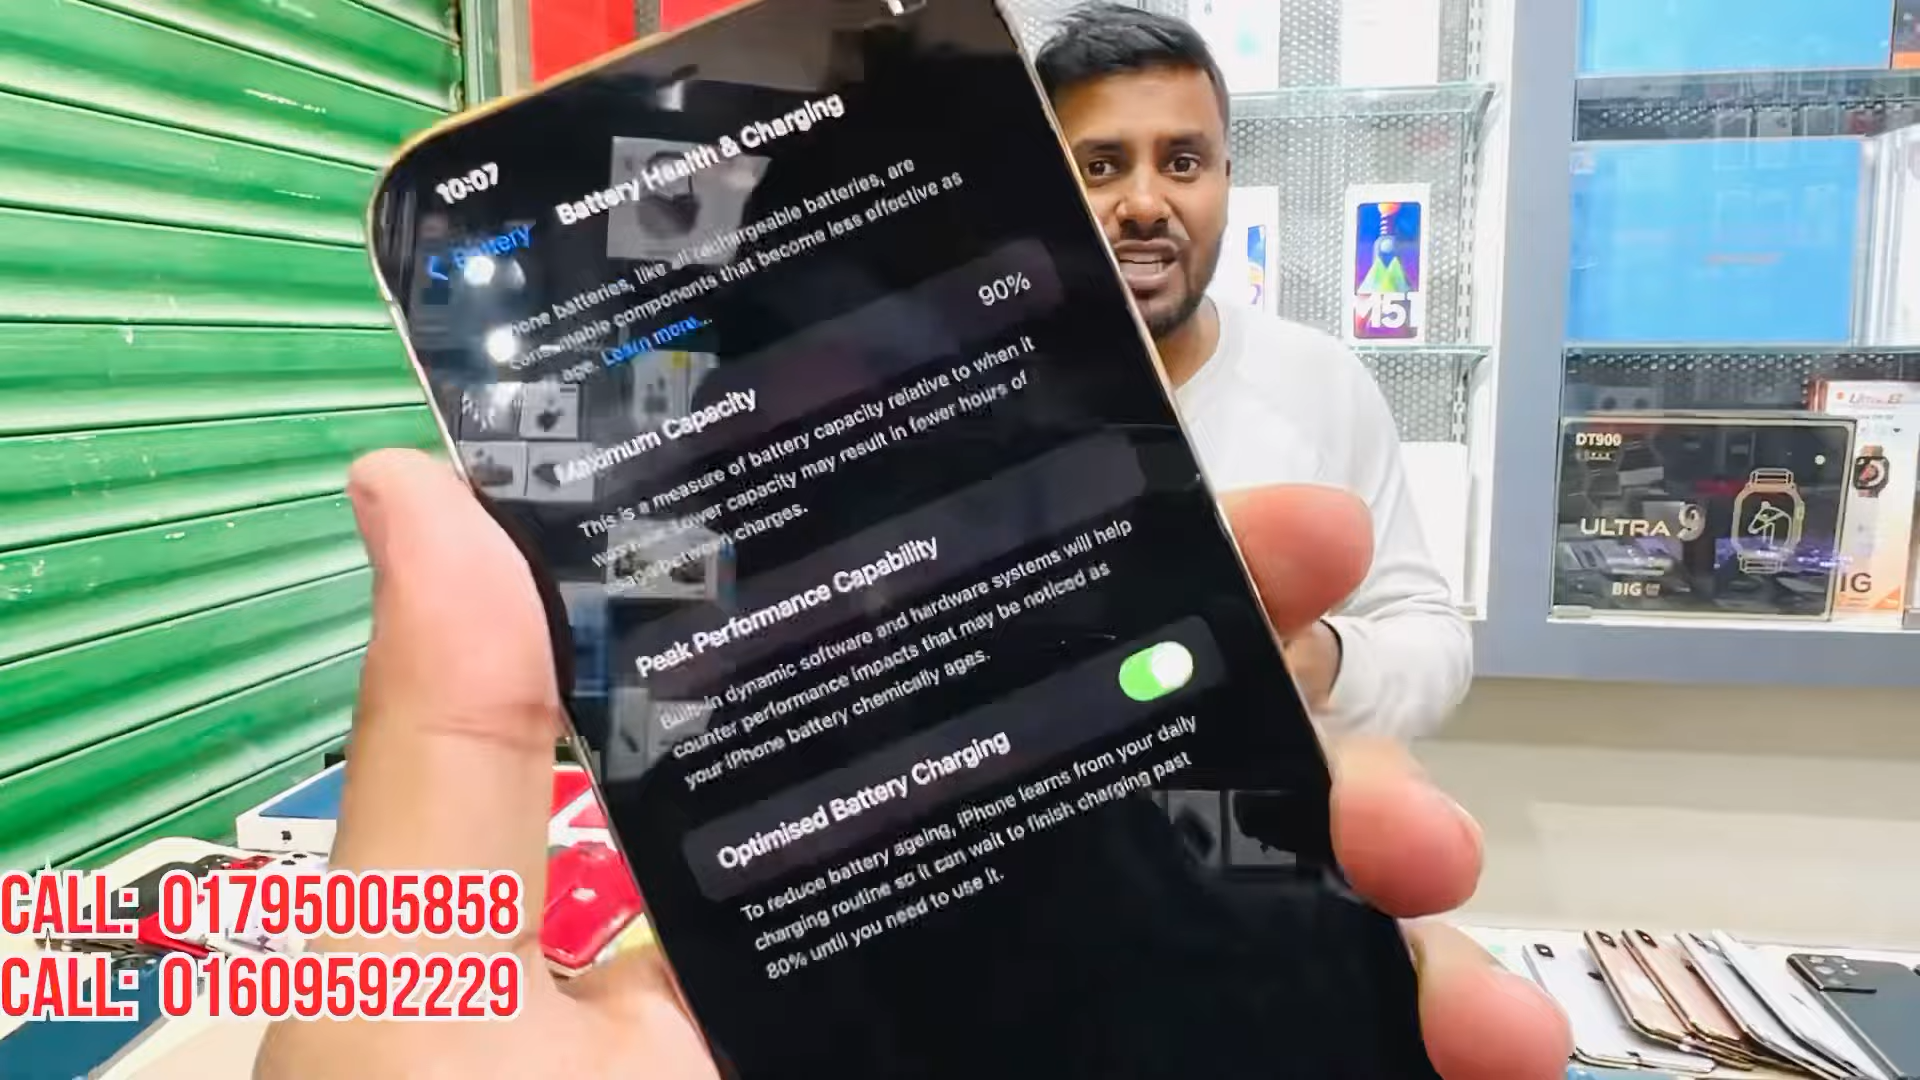 10:07
Battery Health & Charging
Battery
hone batteries, like all rechargeable batteries, are
consumable components that become less effective as
age. Learn more...
Maximum Capacity
90%
This is a measure of battery capacity relative to when it
was Lower capacity may result in fewer hours of
usage between charges.
Peak Performance Capability
Built-in dynamic software and hardware systems will help
counter performance impacts that may be noticed as
your iPhone battery chemically ages.
Optimised Battery Charging
To reduce battery ageing, iPhone learns from your daily
charging routine so it can wait to finish charging past
80% until you need to use it.
M51
DT900
ULTRA 9
BIG
IG
CALL: 01795005858
CALL: 01609592229